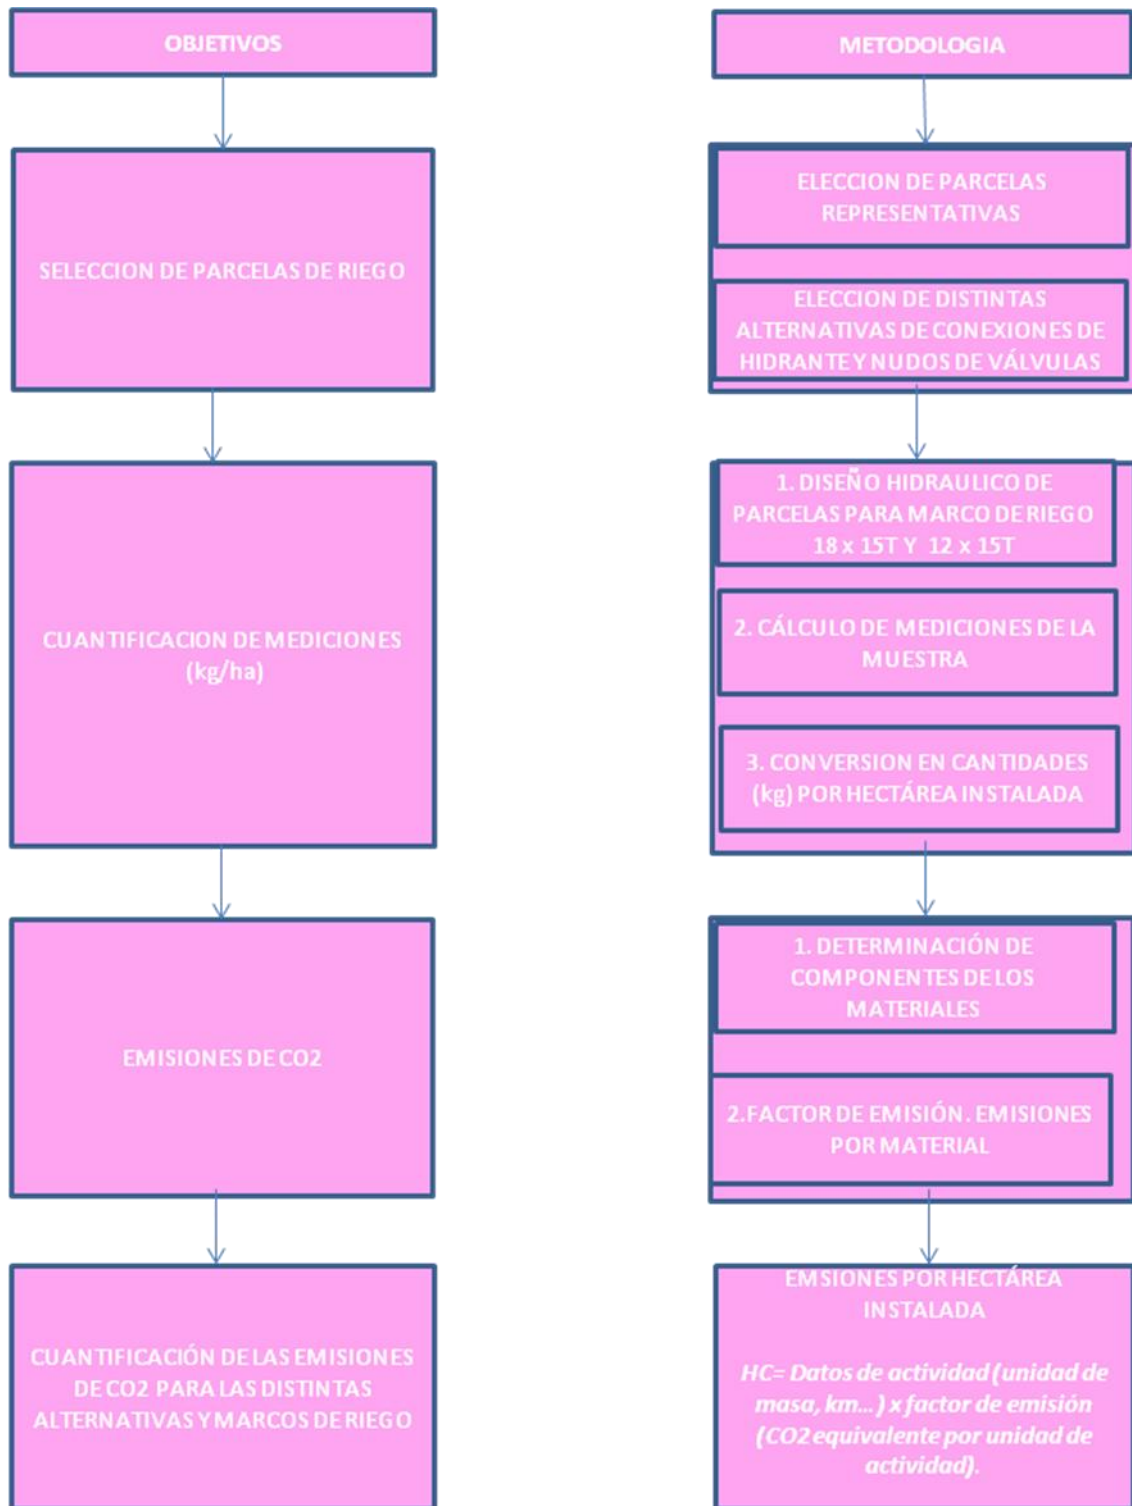 OBJETIVOS
SELECCION DE PARCELAS DE RIEGO
CUANTIFICACION DE MEDICIONES
(kg/ha)
EMISIONES DE CO2
CUANTIFICACIÓN DE LAS EMISIONES
DE CO2 PARA LAS DISTINTAS
ALTERNATIVAS Y MARCOS DE RIEGO
METODOLOGIA
ELECCION DE PARCELAS
REPRESENTATIVAS
ELECCION DE DISTINTAS
ALTERNATIVAS DE CONEXIONES DE
HIDRANTE Y NUDOS DE VÁLVULAS
1. DISEÑO HIDRAULICO DE
PARCELAS PARA MARCO DE RIEGO
18 x 15T Y 12 x 15T
2. CÁLCULO DE MEDICIONES DE LA
MUESTRA
3. CONVERSION EN CANTIDADES
(kg) POR HECTÁREA INSTALADA
1. DETERMINACIÓN DE
COMPONENTES DE LOS
MATERIALES
2.FACTOR DE EMISIÓN. EMISIONES
POR MATERIAL
EMSIONES POR HECTÁREA
INSTALADA
HC= Datos de actividad (unidad de
masa, km...) x factor de emisión
(CO2 equivalente por unidad de
actividad).